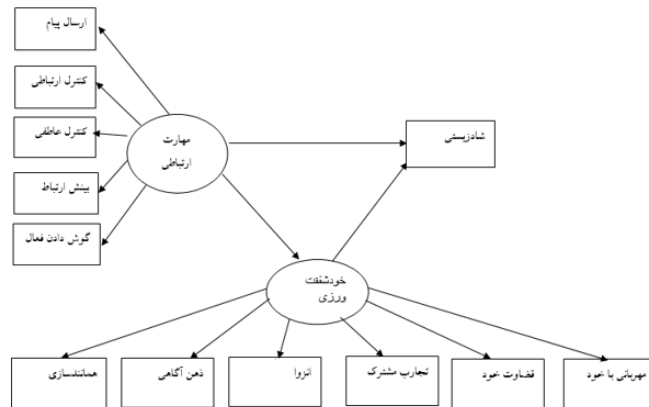 ارسال پیام
کنترل ارتباطی
کنترل عاطفی
بینش ارتباط
گوش دادن فعال
مهارت
ارتباطی
شادزیستی
خودشفقت
ورزی
همانندسازی
ذهن آگاهی
انزوا
تجارب مشترک
قضاوت خود
مهربانی با خود